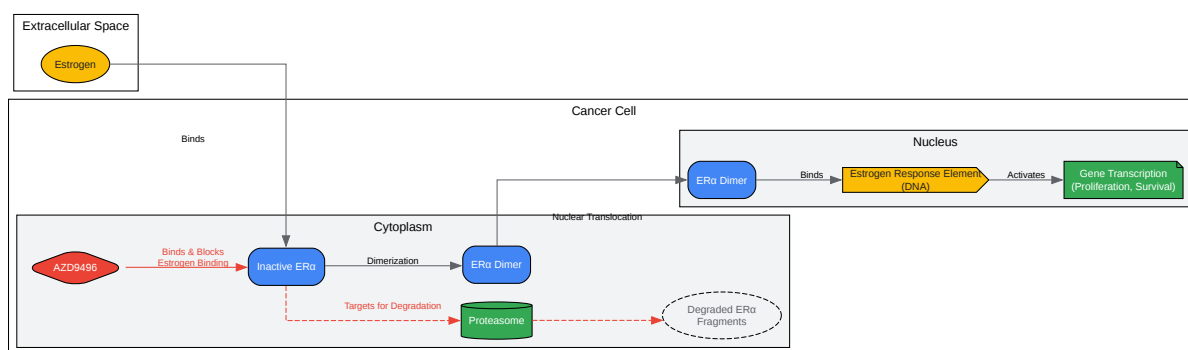 Extracellular Space
Estrogen
Cancer Cell
Binds
Nucleus
ERα Dimer
Binds
Estrogen Response Element
(DNA)
Activates
Gene Transcription
(Proliferation, Survival)
Nuclear Translocation
Cytoplasm
AZD9496
Binds & Blocks
Estrogen Binding
Inactive ERα
Dimerization
ERα Dimer
Targets for Degradation
Proteasome
Degraded ERα
Fragments